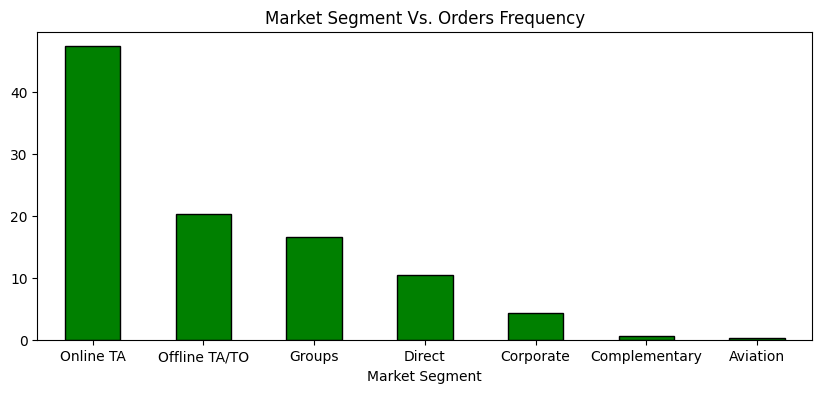 Market Segment Vs. Orders Frequency
40
30
20
10
0
Online TA
Offline TA/TO
Groups
Direct
Corporate
Complementary
Aviation
Market Segment